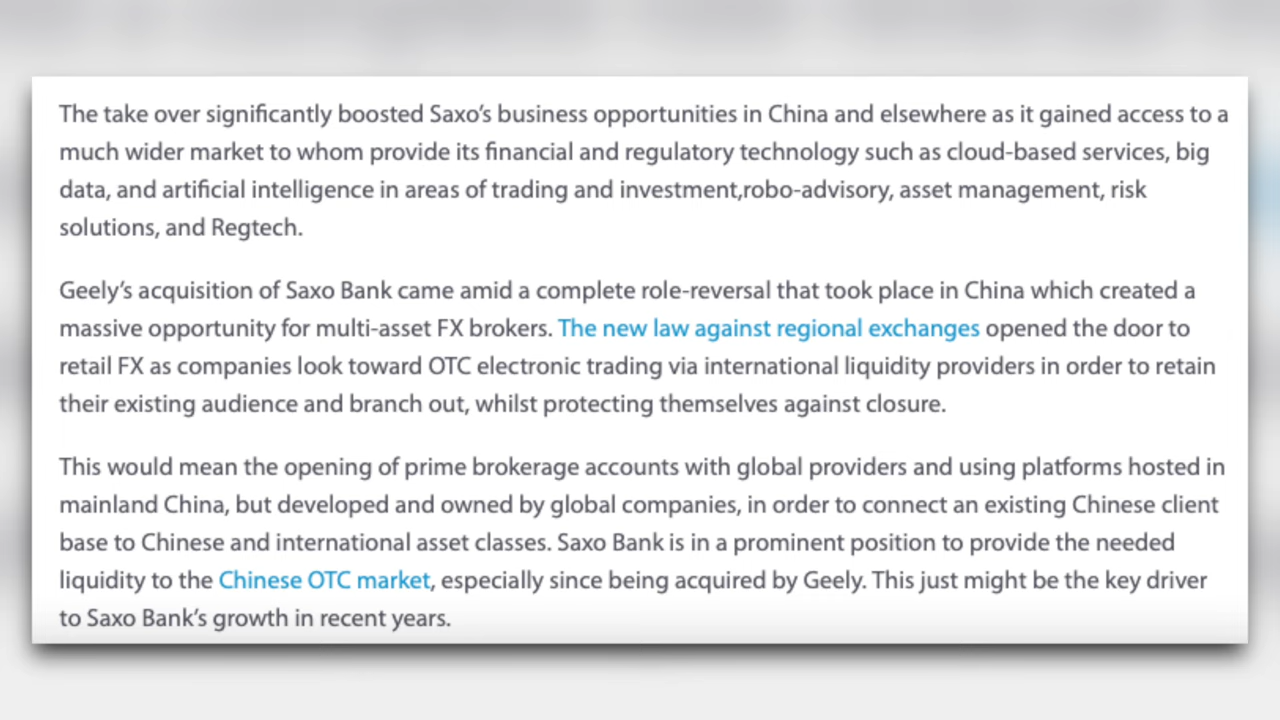 The take over significantly boosted Saxo’s business opportunities in China and elsewhere as it gained access to a
much wider market to whom provide its financial and regulatory technology such as cloud-based services, big
data, and artificial intelligence in areas of trading and investment,robo-advisory, asset management, risk
solutions, and Regtech.
Geely’s acquisition of Saxo Bank came amid a complete role-reversal that took place in China which created a
massive opportunity for multi-asset FX brokers. The new law against regional exchanges opened the door to
retail FX as companies look toward OTC electronic trading via international liquidity providers in order to retain
their existing audience and branch out, whilst protecting themselves against closure.
This would mean the opening of prime brokerage accounts with global providers and using platforms hosted in
mainland China, but developed and owned by global companies, in order to connect an existing Chinese client
base to Chinese and international asset classes. Saxo Bank is in a prominent position to provide the needed
liquidity to the Chinese OTC market, especially since being acquired by Geely. This just might be the key driver
to Saxo Bank’s growth in recent years.